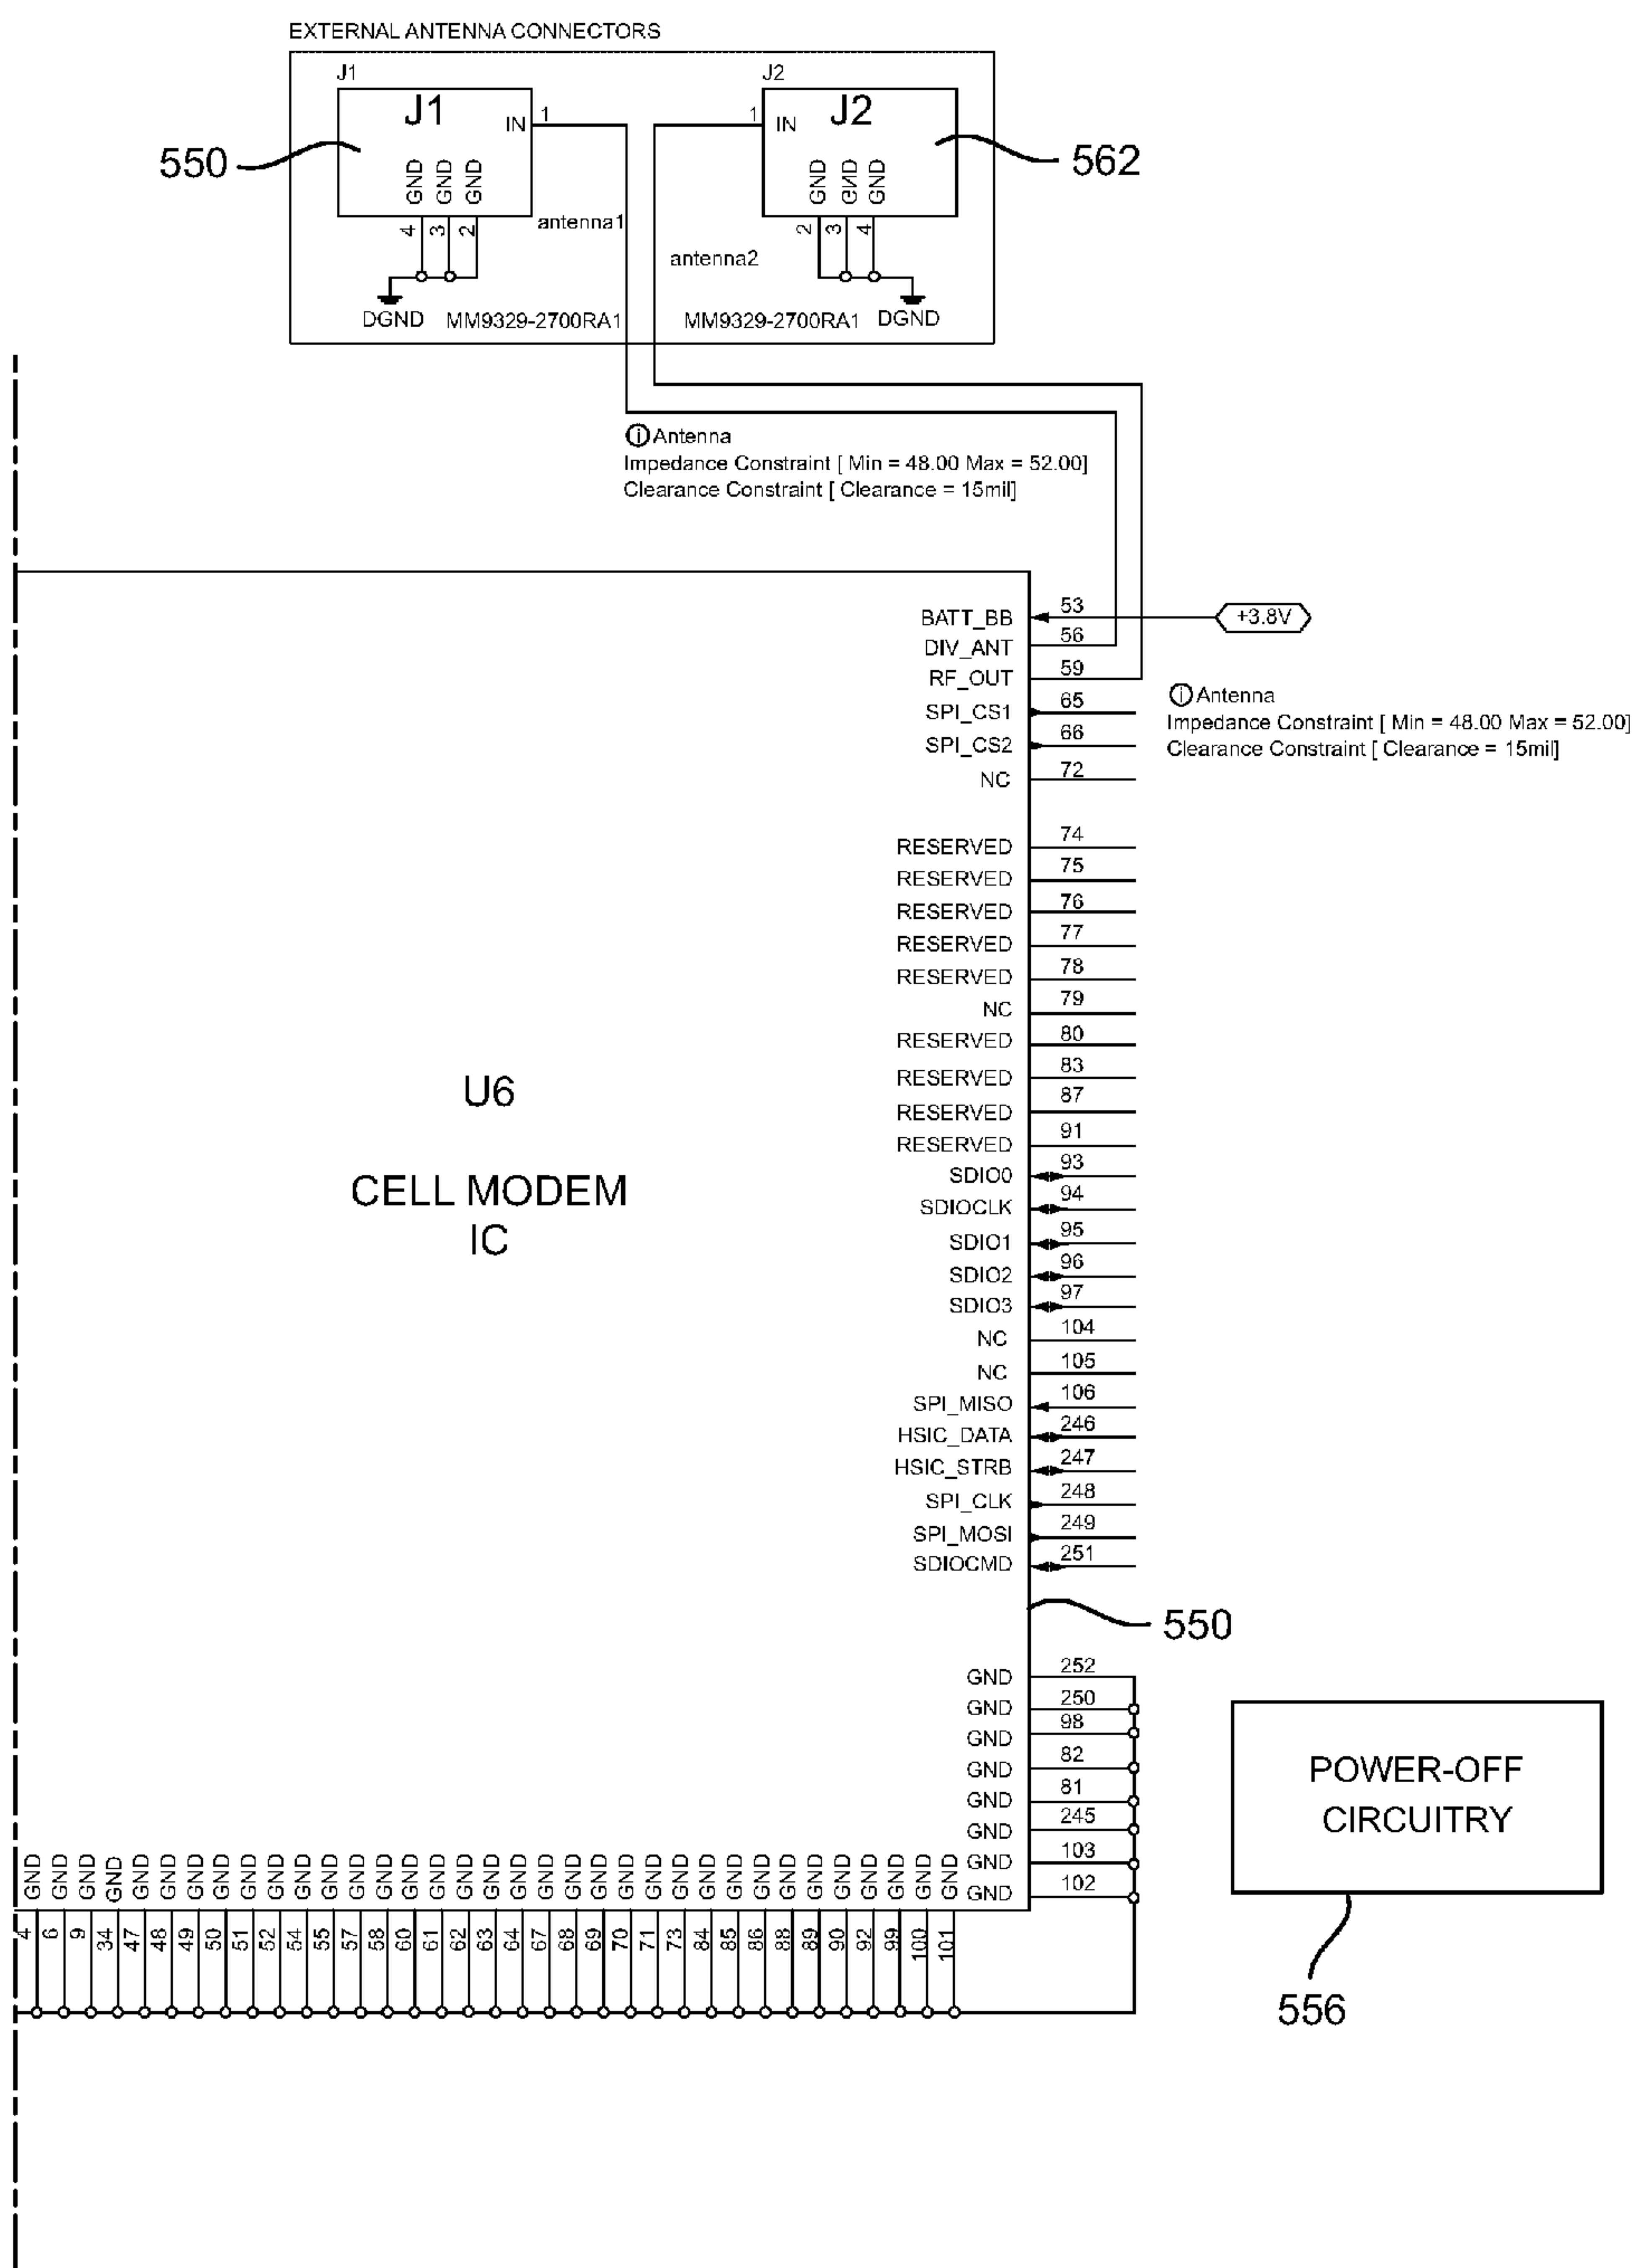 EXTERNAL ANTENNA CONNECTORS
J1
J2
J1
IN
1
1
IN
J2
550
562
GND
GND
GND
GND
GND
GND
4
3
2
antenna1
2
3
4
antenna2
DGND
MM9329-2700RA1
MM9329-2700RA1
DGND
i Antenna
Impedance Constraint [ Min = 48.00 Max = 52.00]
Clearance Constraint [ Clearance = 15mil]
BATT_BB 53
+3.8V
DIV_ANT 56
RF_OUT 59
i Antenna
Impedance Constraint [ Min = 48.00 Max = 52.00]
Clearance Constraint [ Clearance = 15mil]
SPI_CS1 65
SPI_CS2 66
NC 72
RESERVED 74
RESERVED 75
RESERVED 76
RESERVED 77
RESERVED 78
NC 79
RESERVED 80
RESERVED 83
RESERVED 87
RESERVED 91
U6
CELL MODEM
IC
SDIO0 93
SDIOCLK 94
SDIO1 95
SDIO2 96
SDIO3 97
NC 104
NC 105
SPI_MISO 106
HSIC_DATA 246
HSIC_STRB 247
SPI_CLK 248
SPI_MOSI 249
SDIOCMD 251
550
GND 252
GND 250
GND 98
GND 82
GND 81
GND 245
GND 103
GND 102
POWER-OFF
CIRCUITRY
556
GND GND GND GND GND GND GND GND GND GND GND GND GND GND GND GND GND GND GND GND GND GND GND GND GND GND GND GND GND GND GND GND GND GND GND
4 6 9 34 47 48 49 50 51 52 54 55 57 58 60 61 62 63 64 67 68 69 70 71 73 84 85 86 88 89 90 92 99 100 101